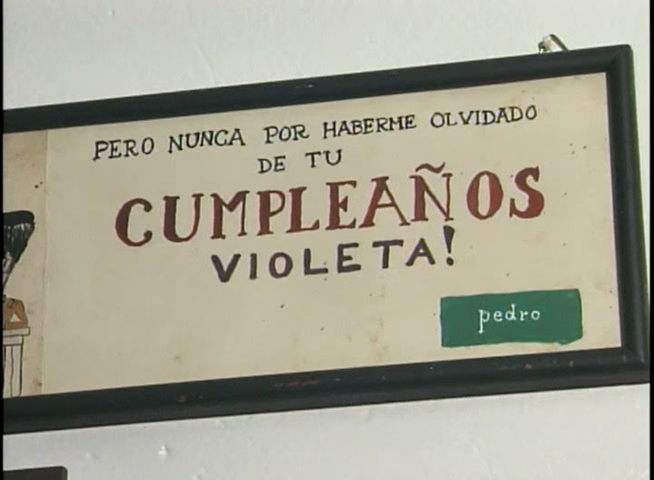 PERO NUNCA POR HABERME OLVIDADO
DE TU
CUMPLEAÑOS
VIOLETA!
pedro